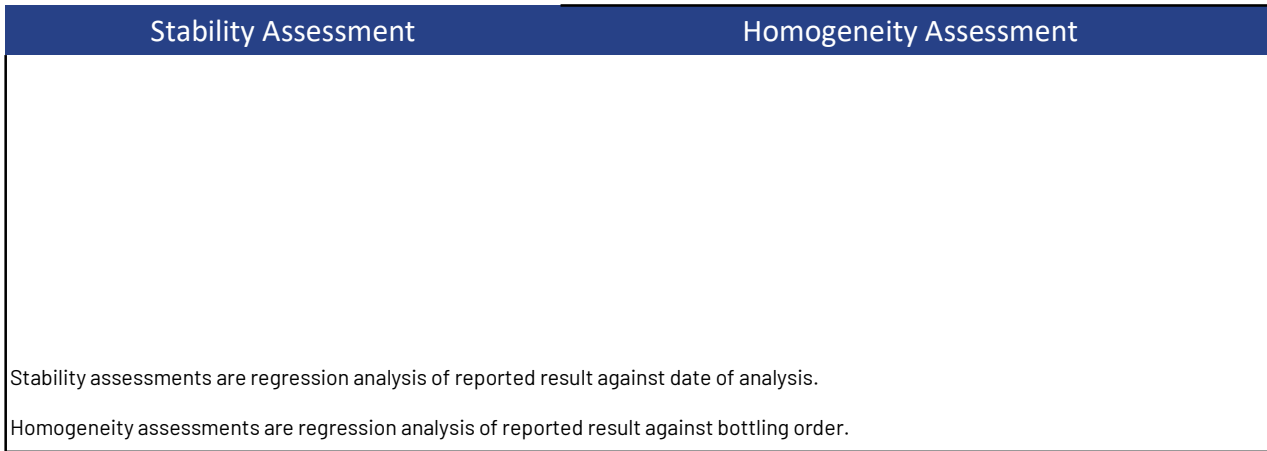 Stability Assessment
Homogeneity Assessment
Stability assessments are regression analysis of reported result against date of analysis.
Homogeneity assessments are regression analysis of reported result against bottling order.